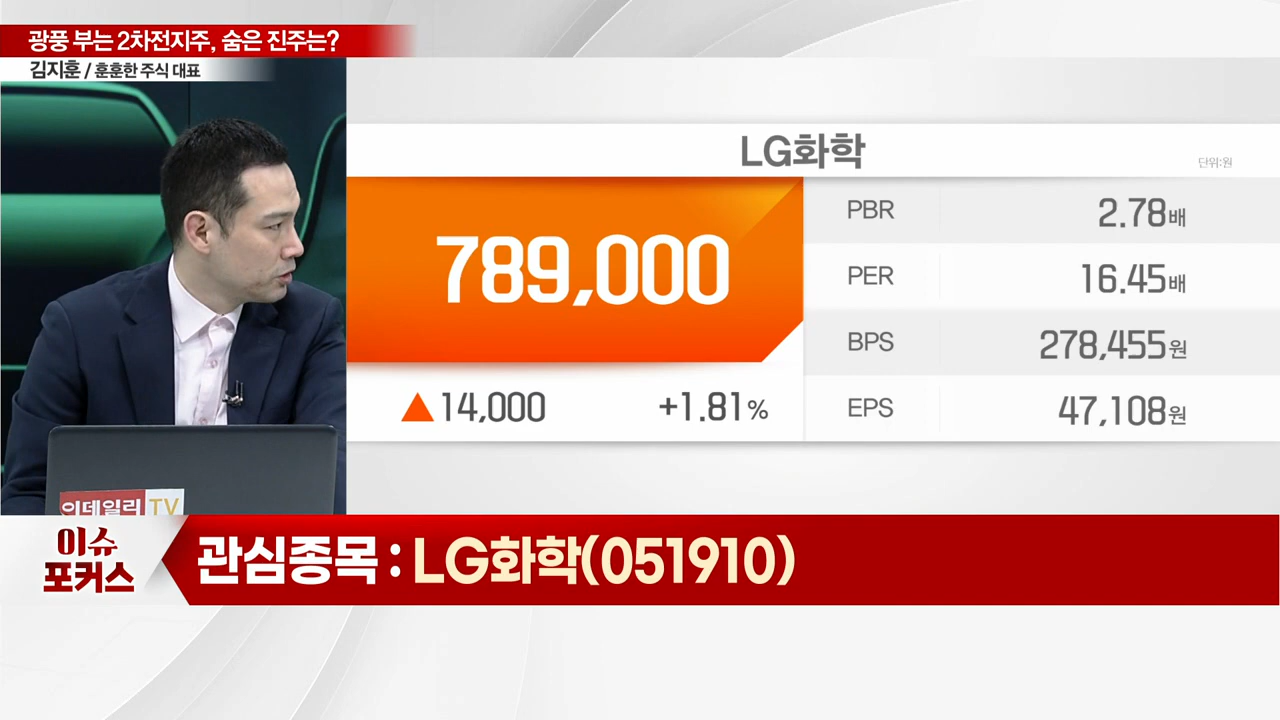 광풍 부는 2차전지주, 숨은 진주는?
김지훈 / 훈훈한 주식 대표
LG화학
단위:원
789,000
▲14,000 +1.81%
PBR 2.78배
PER 16.45배
BPS 278,455원
EPS 47,108원
이데일리 TV
이슈
포커스
관심종목 : LG화학(051910)